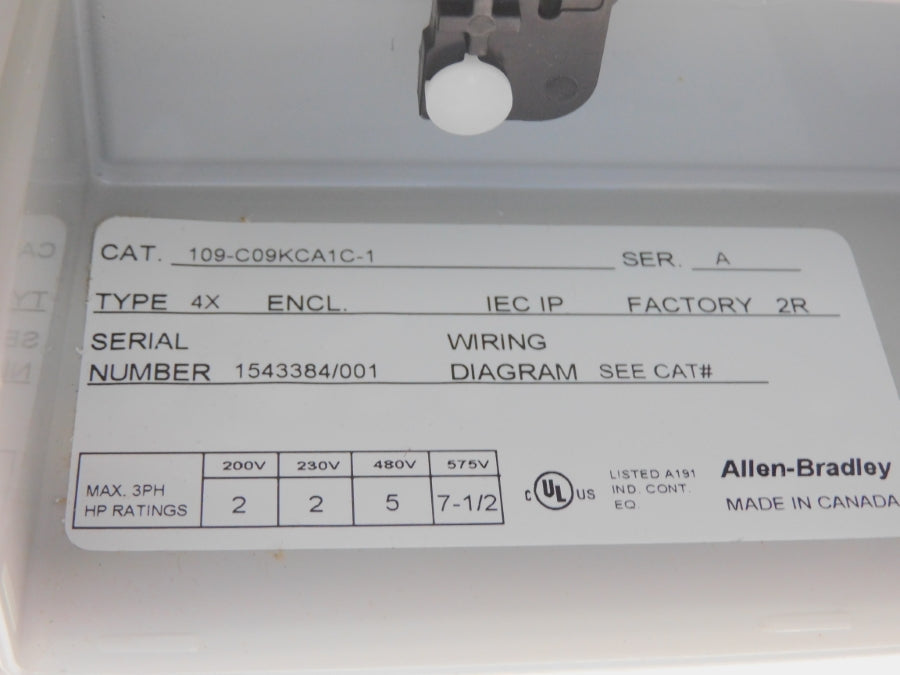 CAT. 109-C09KCA1C-1 SER. A
TYPE 4X ENCL. IEC IP FACTORY 2R
SERIAL WIRING
NUMBER 1543384/001 DIAGRAM SEE CAT#
200V 230V 480V 575V
MAX. 3PH
HP RATINGS 2 2 5 7-1/2
c UL US
LISTED A191
IND. CONT.
EQ.
Allen-Bradley
MADE IN CANADA